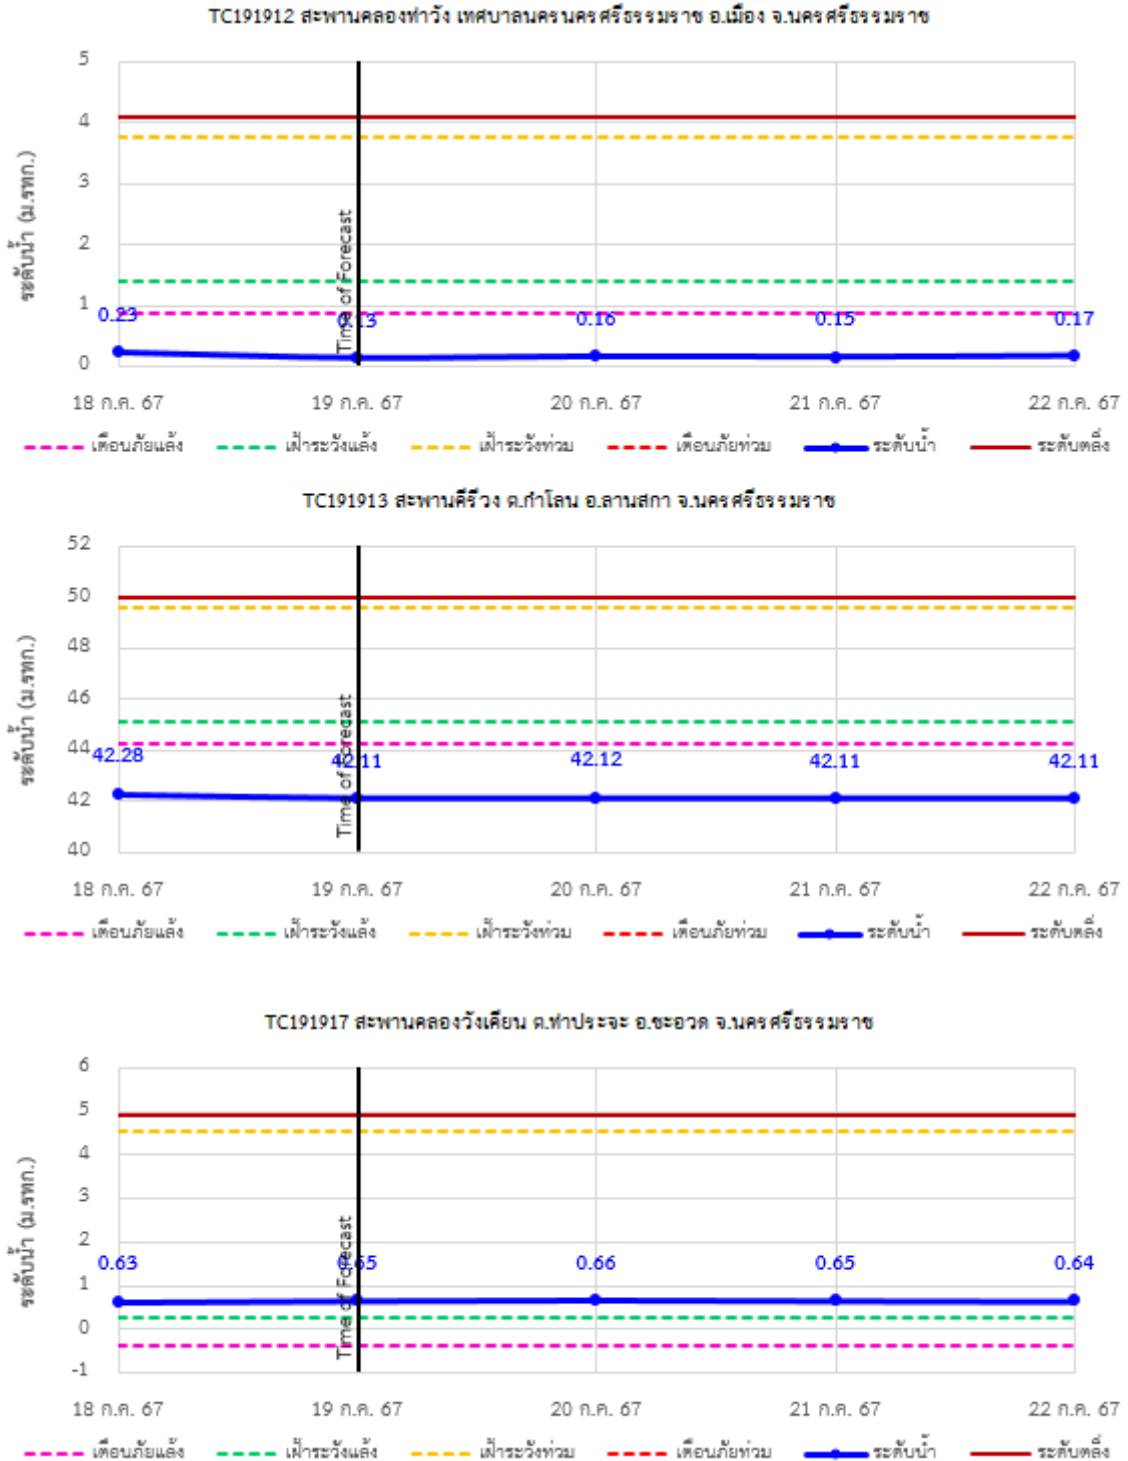 TC191912 สะพานคลองท่าวัง เทศบาลนครนครศรีธรรมราช อ.เมือง จ.นครศรีธรรมราช
ระดับน้ำ (ม.รทก.)
5
4
3
2
1
0
Time of Forecast
0.23 0.13 0.16 0.15 0.17
18 ก.ค. 67 19 ก.ค. 67 20 ก.ค. 67 21 ก.ค. 67 22 ก.ค. 67
เตือนภัยแล้ง เฝ้าระวังแล้ง เฝ้าระวังท่วม เตือนภัยท่วม ระดับน้ำ ระดับตลิ่ง
TC191913 สะพานคีรีวง ต.กำโลน อ.ลานสกา จ.นครศรีธรรมราช
ระดับน้ำ (ม.รทก.)
52
50
48
46
44
42
40
Time of Forecast
42.28 42.11 42.12 42.11 42.11
18 ก.ค. 67 19 ก.ค. 67 20 ก.ค. 67 21 ก.ค. 67 22 ก.ค. 67
เตือนภัยแล้ง เฝ้าระวังแล้ง เฝ้าระวังท่วม เตือนภัยท่วม ระดับน้ำ ระดับตลิ่ง
TC191917 สะพานคลองวังเคียน ต.ท่าประจะ อ.ชะอวด จ.นครศรีธรรมราช
ระดับน้ำ (ม.รทก.)
6
5
4
3
2
1
0
-1
Time of Forecast
0.63 0.65 0.66 0.65 0.64
18 ก.ค. 67 19 ก.ค. 67 20 ก.ค. 67 21 ก.ค. 67 22 ก.ค. 67
เตือนภัยแล้ง เฝ้าระวังแล้ง เฝ้าระวังท่วม เตือนภัยท่วม ระดับน้ำ ระดับตลิ่ง